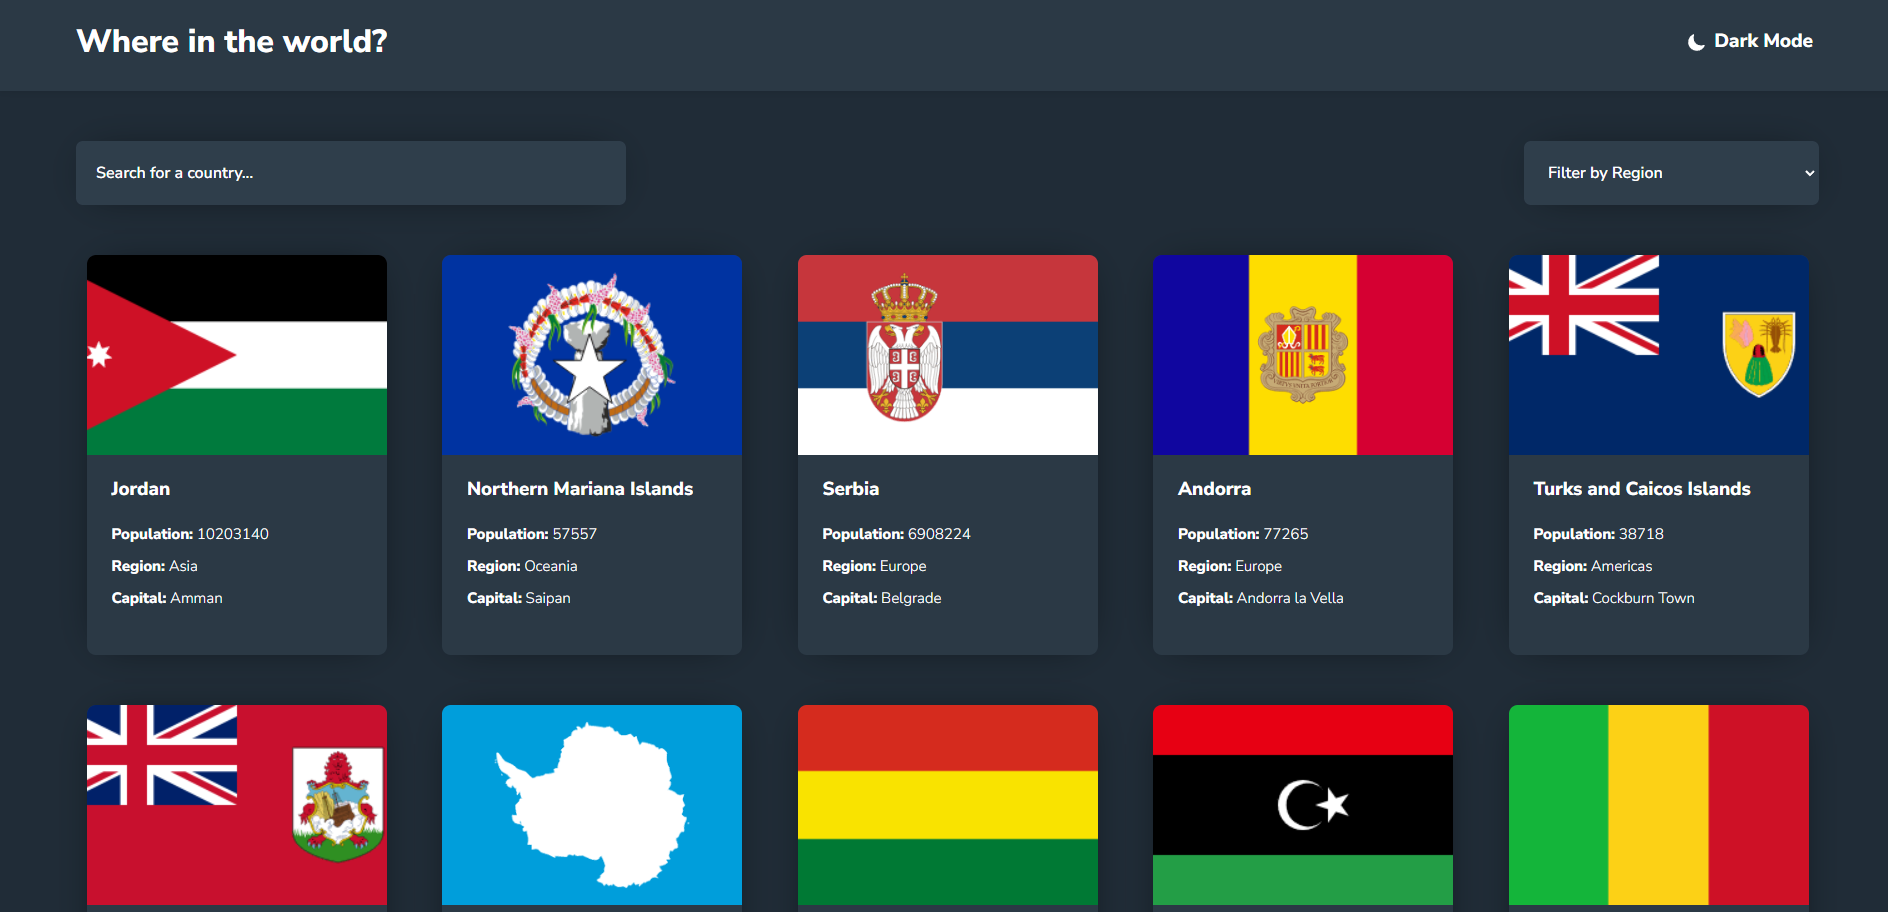 Where in the world?
Dark Mode
Search for a country...
Filter by Region
Jordan
Population: 10203140
Region: Asia
Capital: Amman
Northern Mariana Islands
Population: 57557
Region: Oceania
Capital: Saipan
Serbia
Population: 6908224
Region: Europe
Capital: Belgrade
Andorra
Population: 77265
Region: Europe
Capital: Andorra la Vella
Turks and Caicos Islands
Population: 38718
Region: Americas
Capital: Cockburn Town